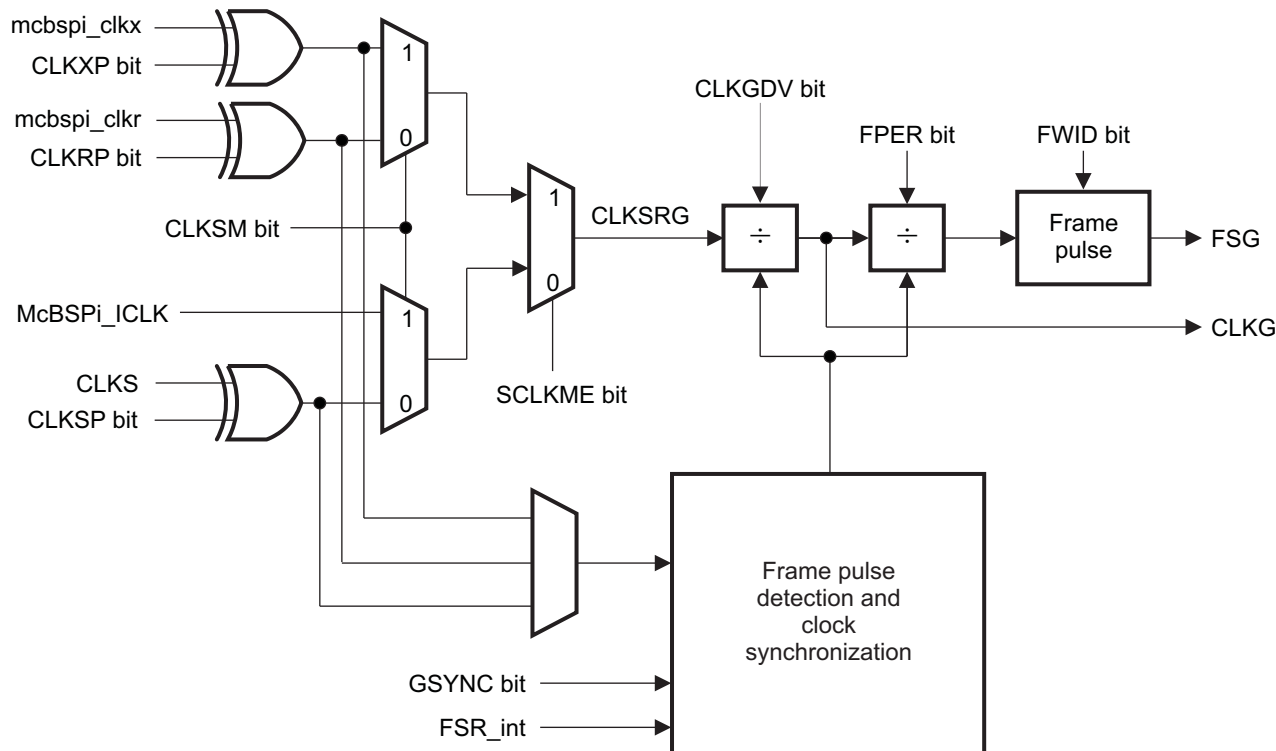 mcbspi_clkx
CLKXP bit
1
mcbspi_clkr
CLKRP bit
0
CLKGDV bit
FPER bit
FWID bit
CLKSM bit
1
CLKSRG
÷
÷
Frame
pulse
FSG
McBSPi_ICLK
1
0
CLKG
CLKS
CLKSP bit
0
SCLKME bit
Frame pulse
detection and
clock
synchronization
GSYNC bit
FSR_int